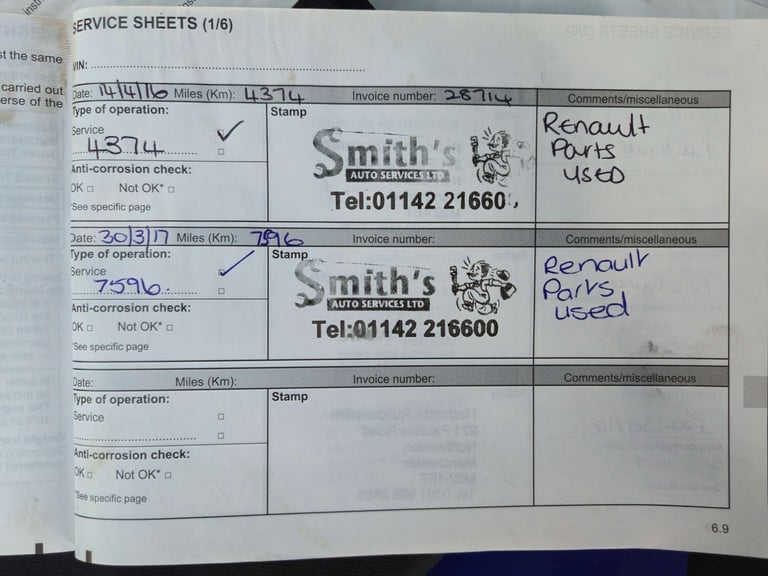 SERVICE SHEETS (1/6)
st the same
carried out
erse of the
VIN:
Date: 14/4/16 Miles (Km): 4374 Invoice number: 28714 Comments/miscellaneous
Type of operation:
Stamp
Service
4374
Anti-corrosion check:
OK Not OK*
*See specific page
Smith's
AUTO SERVICES LTD
Tel:01142 21660
Renault
Parts
used
Date: 30/3/17 Miles (Km): 7596 Invoice number: Comments/miscellaneous
Type of operation:
Stamp
Service
7596
Anti-corrosion check:
OK Not OK*
*See specific page
Smith's
AUTO SERVICES LTD
Tel:01142 216600
Renault
Parts
used
Date: Miles (Km): Invoice number: Comments/miscellaneous
Type of operation:
Stamp
Service
Anti-corrosion check:
OK Not OK*
*See specific page
6.9